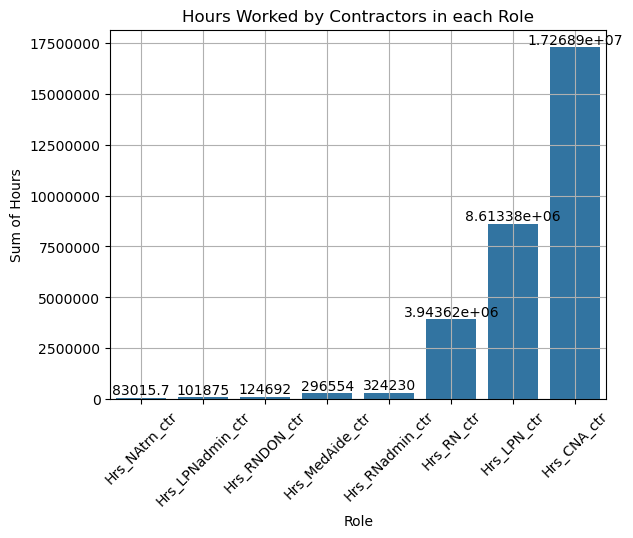 Hours Worked by Contractors in each Role
Sum of Hours
17500000
15000000
12500000
10000000
7500000
5000000
2500000
0
83015.7
101875
124692
296554
324230
3.94362e+06
8.61338e+06
1.72689e+07
Hrs_NAtrn_ctr
Hrs_LPNadmin_ctr
Hrs_RNDON_ctr
Hrs_MedAide_ctr
Hrs_RNadmin_ctr
Hrs_RN_ctr
Hrs_LPN_ctr
Hrs_CNA_ctr
Role